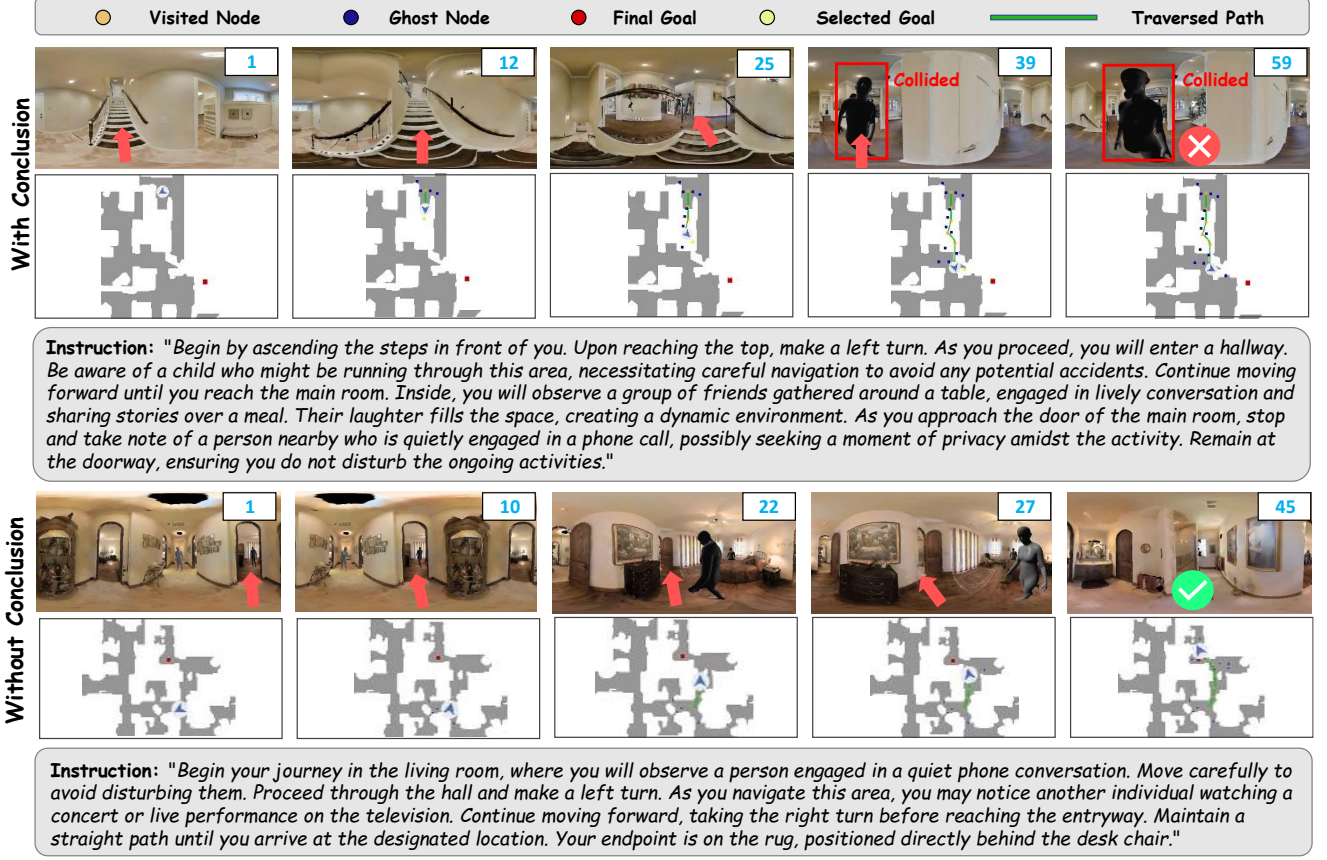 Visited Node Ghost Node Final Goal Selected Goal Traversed Path
With Conclusion
1 12 25 39 59
Collided Collided
Instruction: "Begin by ascending the steps in front of you. Upon reaching the top, make a left turn. As you proceed, you will enter a hallway.
Be aware of a child who might be running through this area, necessitating careful navigation to avoid any potential accidents. Continue moving
forward until you reach the main room. Inside, you will observe a group of friends gathered around a table, engaged in lively conversation and
sharing stories over a meal. Their laughter fills the space, creating a dynamic environment. As you approach the door of the main room, stop
and take note of a person nearby who is quietly engaged in a phone call, possibly seeking a moment of privacy amidst the activity. Remain at
the doorway, ensuring you do not disturb the ongoing activities."
Without Conclusion
1 10 22 27 45
Instruction: "Begin your journey in the living room, where you will observe a person engaged in a quiet phone conversation. Move carefully to
avoid disturbing them. Proceed through the hall and make a left turn. As you navigate this area, you may notice another individual watching a
concert or live performance on the television. Continue moving forward, taking the right turn before reaching the entryway. Maintain a
straight path until you arrive at the designated location. Your endpoint is on the rug, positioned directly behind the desk chair."